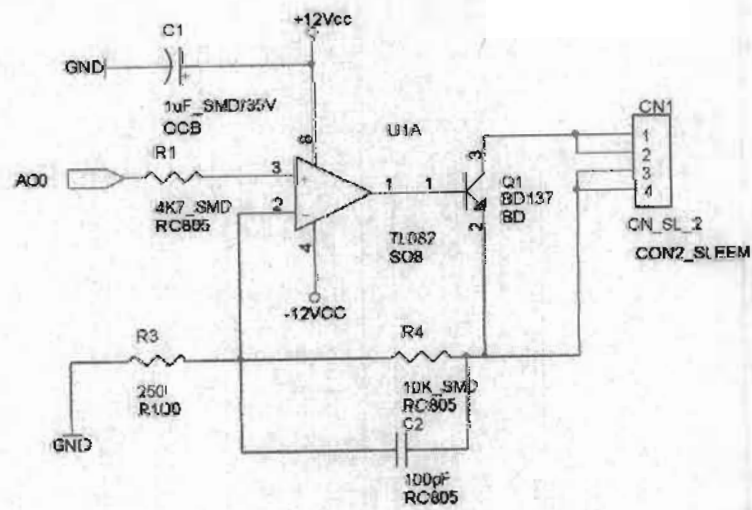 +12Vcc
C1
GND
1uF_SMD/35V
CCB
8
U1A
CN1
1
2
3
4
R1
AO0
3
+
1
1
3
Q1
BD137
BD
4K7_SMD
RC805
2
-
4
2
TL082
SO8
CN_SL_2
CON2_SLEEM
-12VCC
R3
R4
R100
10K_SMD
RC805
GND
C2
100pF
RC805